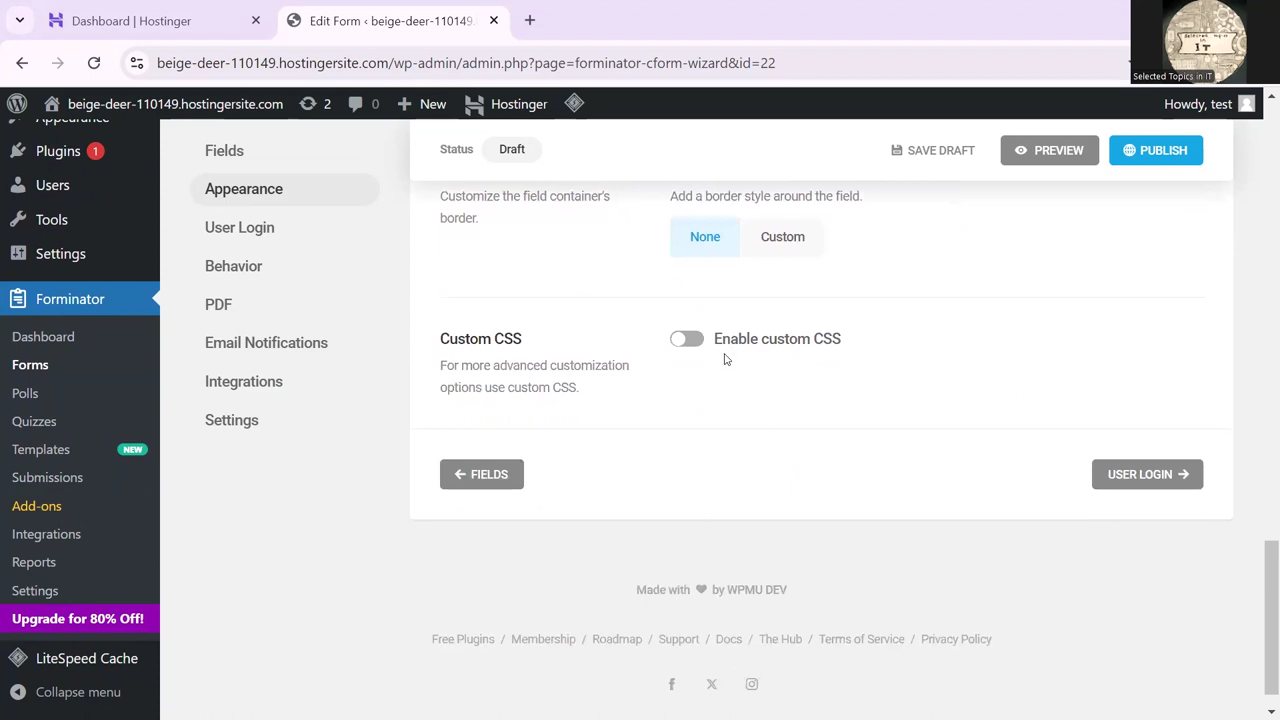 Dashboard | Hostinger
Edit Form ‹ beige-deer-110149.
beige-deer-110149.hostingersite.com/wp-admin/admin.php?page=forminator-cform-wizard&id=22
Selected Topics in IT
Selected Topics in IT
beige-deer-110149.hostingersite.com
2
0
New
Hostinger
Howdy, test
Appearance
Plugins 1
Users
Tools
Settings
Forminator
Dashboard
Forms
Polls
Quizzes
Templates NEW
Submissions
Add-ons
Integrations
Reports
Settings
Upgrade for 80% Off!
LiteSpeed Cache
Collapse menu
Fields
Appearance
User Login
Behavior
PDF
Email Notifications
Integrations
Settings
Status Draft
SAVE DRAFT
PREVIEW
PUBLISH
Customize the field container's
border.
Add a border style around the field.
None
Custom
Custom CSS
For more advanced customization
options use custom CSS.
Enable custom CSS
FIELDS
USER LOGIN
Made with ♥ by WPMU DEV
Free Plugins / Membership / Roadmap / Support / Docs / The Hub / Terms of Service / Privacy Policy